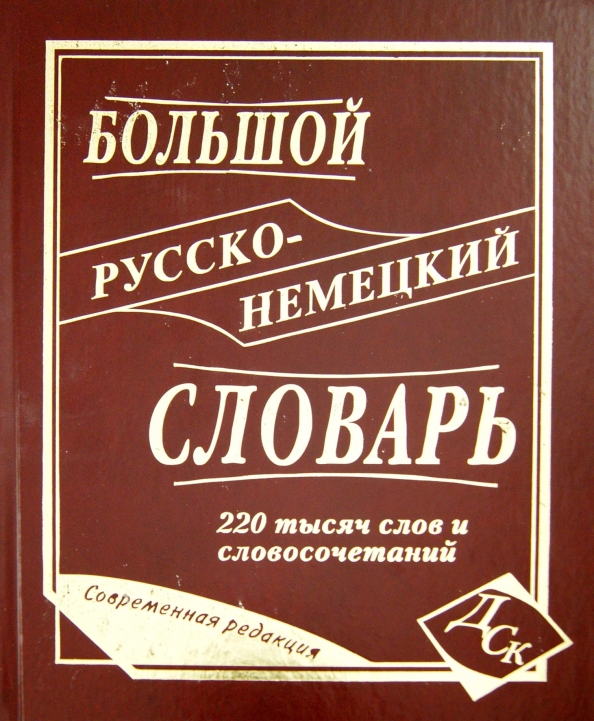 БОЛЬШОЙ
РУССКО-
НЕМЕЦКИЙ
СЛОВАРЬ
220 тысяч слов и
словосочетаний
Современная редакция
ДСК